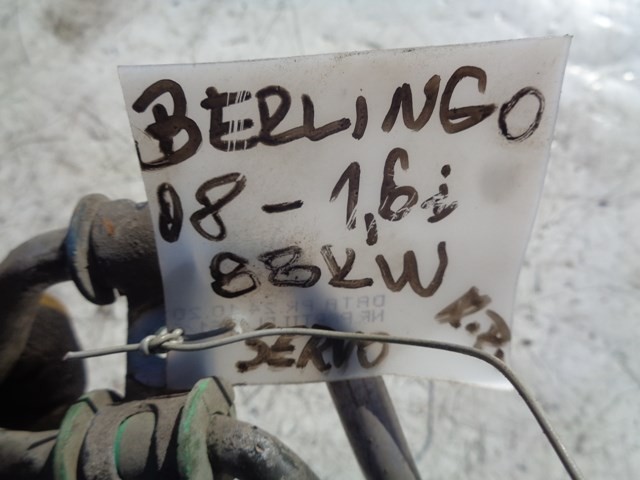 BERLINGO
08 - 1,6i
88KW
K.R.
SERVO